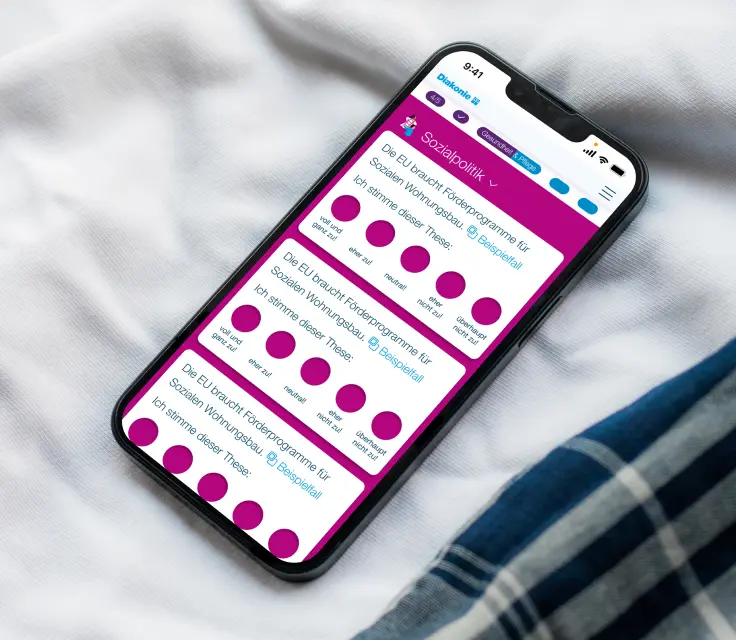 9:41
Diakonie
4/5
Gesundheit & Pflege
Sozialpolitik
Die EU braucht Förderprogramme für
Sozialen Wohnungsbau. Beispielfall
Ich stimme dieser These:
voll und
ganz zu!
eher zu!
neutral!
eher
nicht zu!
überhaupt
nicht zu!
Die EU braucht Förderprogramme für
Sozialen Wohnungsbau. Beispielfall
Ich stimme dieser These:
voll und
ganz zu!
eher zu!
neutral!
eher
nicht zu!
überhaupt
nicht zu!
Die EU braucht Förderprogramme für
Sozialen Wohnungsbau. Beispielfall
Ich stimme dieser These: